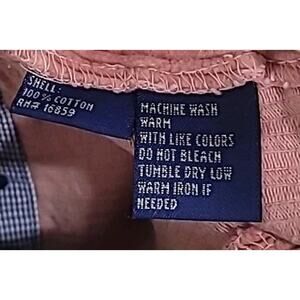 SHELL:
100% COTTON
RN# 16859
MACHINE WASH
WARM
WITH LIKE COLORS
DO NOT BLEACH
TUMBLE DRY LOW
WARM IRON IF
NEEDED